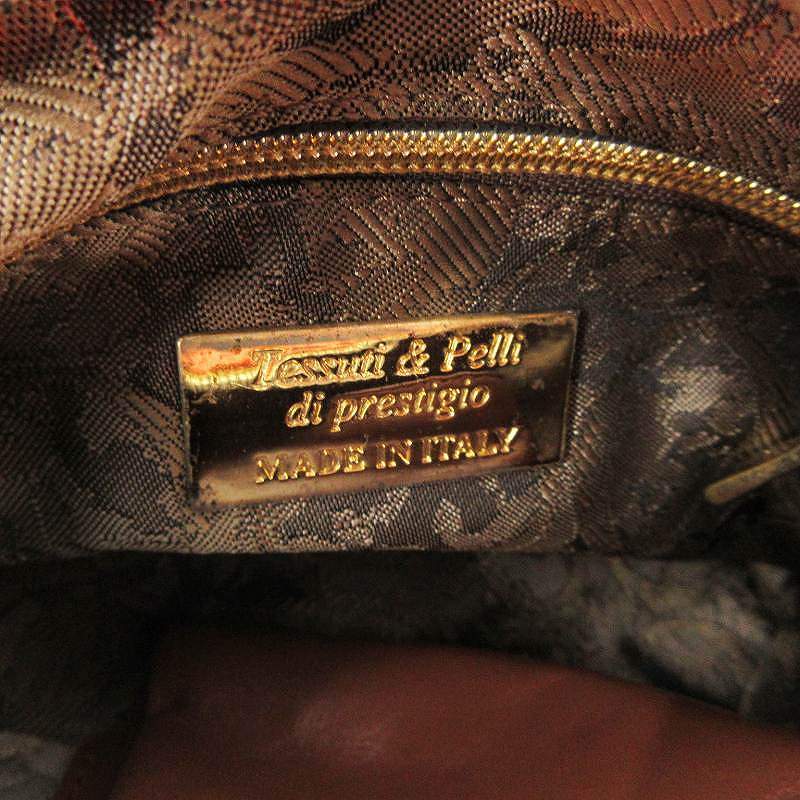 Tessuti & Pelli
di prestigio
MADE IN ITALY